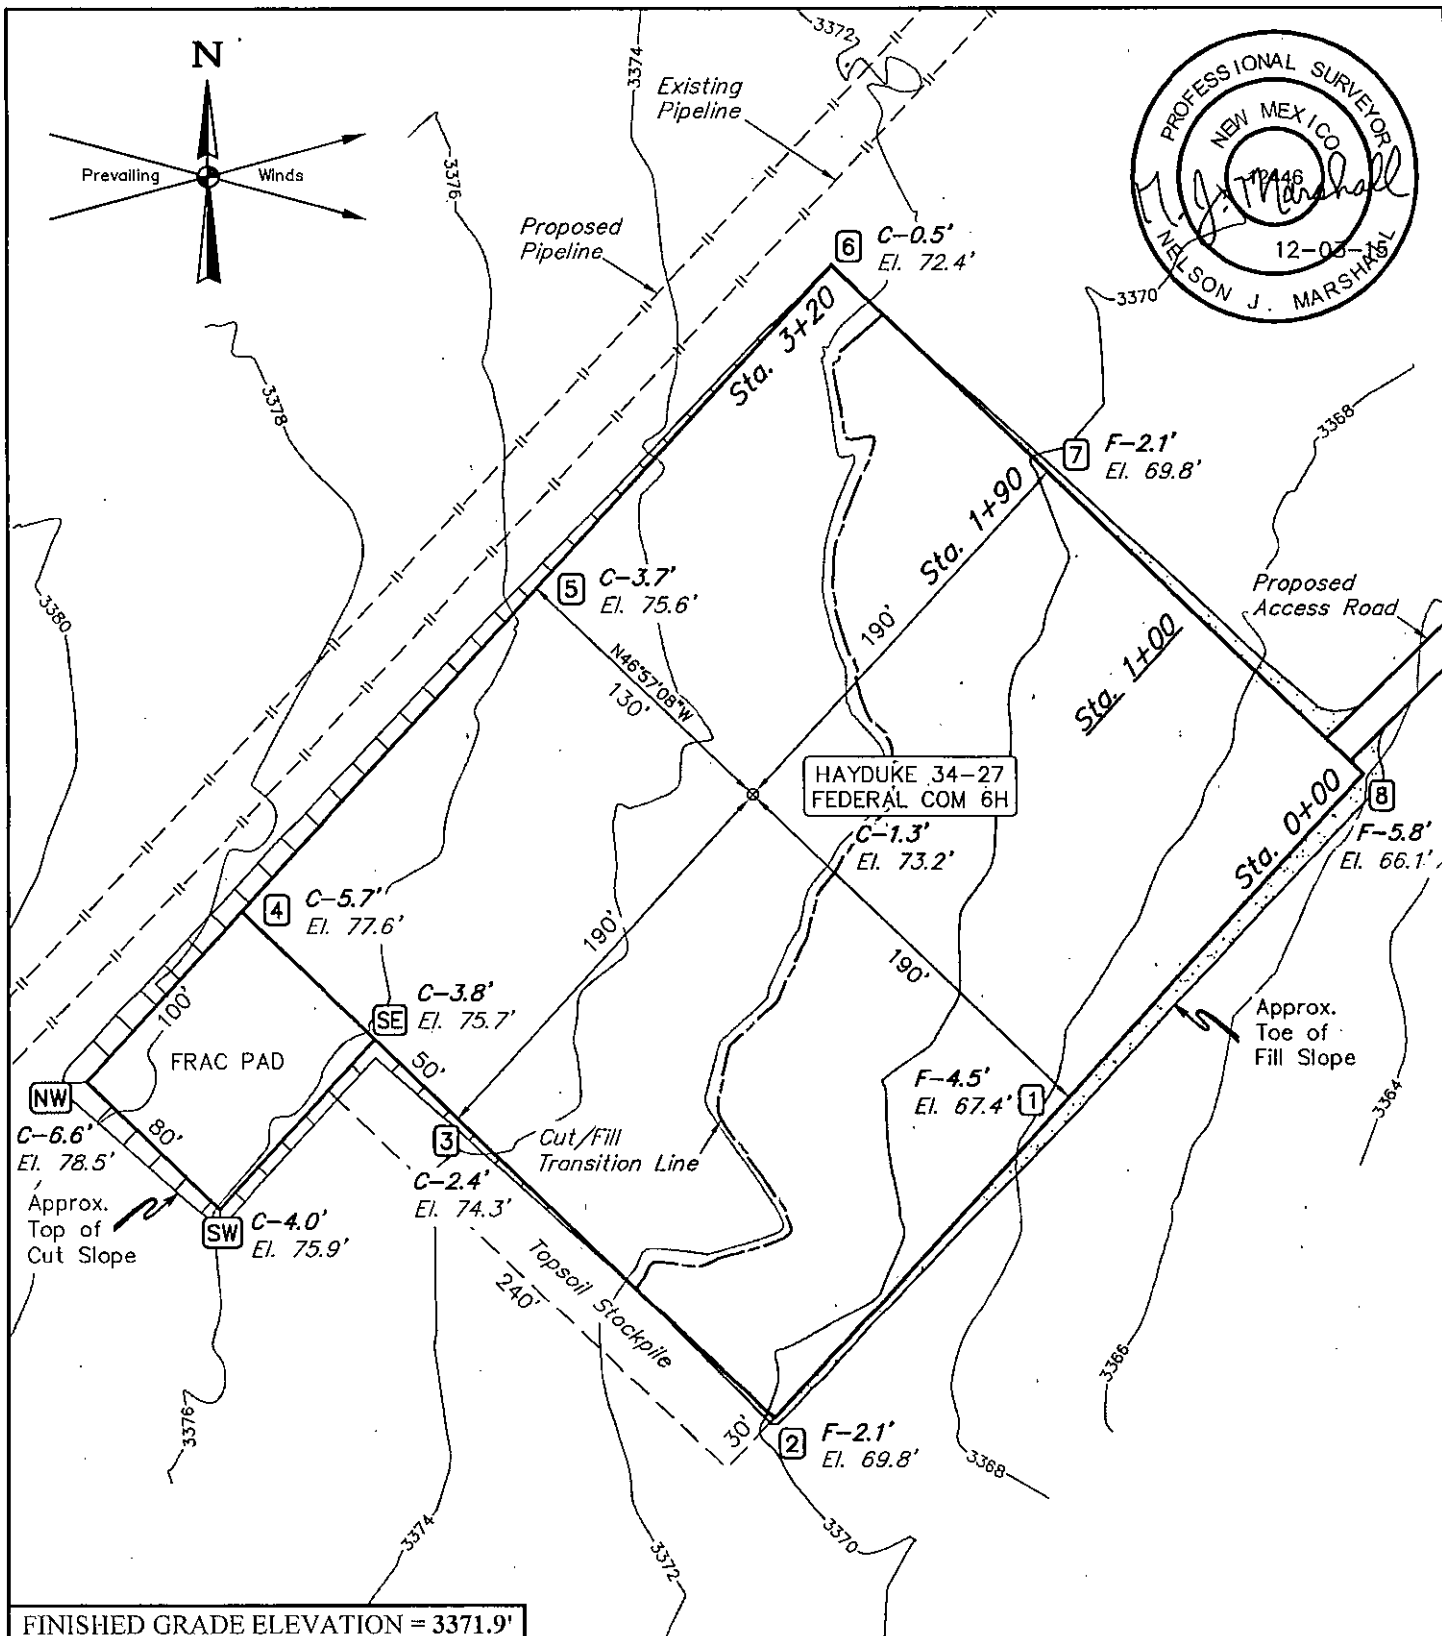 N
Prevailing Winds
3372
3374
Existing
Pipeline
3376
Proposed
Pipeline
PROFESSIONAL SURVEYOR
NEW MEXICO
12446
N. J. Marshall
12-03-15
NELSON J. MARSHALL
6 C-0.5'
El. 72.4'
3370
Sta. 3+20
3378
3368
7 F-2.1'
El. 69.8'
Sta. 1+90
5 C-3.7'
El. 75.6'
Proposed
Access Road
3380
190'
N46°57'08"W
130'
Sta. 1+00
HAYDUKE 34-27
FEDERAL COM 6H
C-1.3'
El. 73.2'
Sta. 0+00
8
F-5.8'
El. 66.1'
4 C-5.7'
El. 77.6'
190'
190'
100'
SE C-3.8'
El. 75.7'
Approx.
Toe of
Fill Slope
FRAC PAD
50'
F-4.5'
El. 67.4'
1
3364
NW
C-6.6'
El. 78.5'
80'
3
C-2.4'
El. 74.3'
Cut/Fill
Transition Line
Approx.
Top of
Cut Slope
SW C-4.0'
El. 75.9'
Topsoil Stockpile
240'
3366
30'
2 F-2.1'
El. 69.8'
3376
3368
3374
3372
3370
FINISHED GRADE ELEVATION = 3371.9'